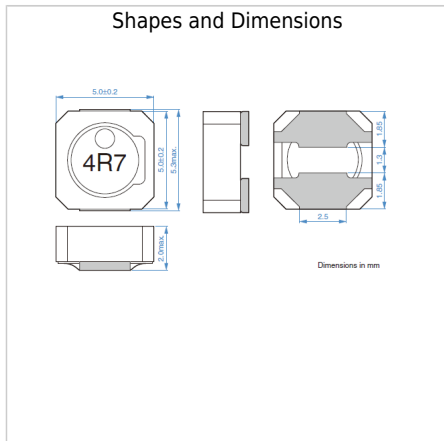 Shapes and Dimensions
5.0±0.2
4R7
5.0±0.2
5.3max.
1.85
1.3
1.85
2.5
2.0max.
Dimensions in mm